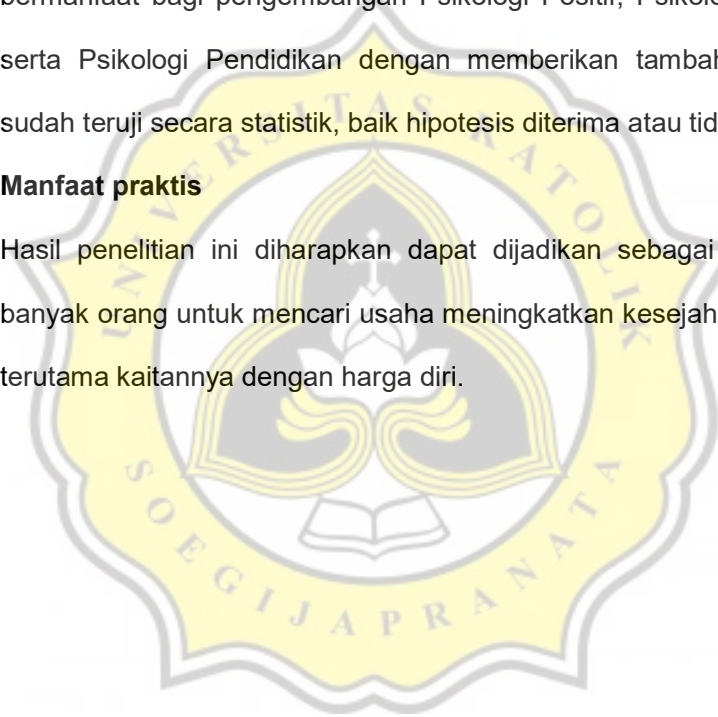 bermanfaat bagi pengembangan Psikologi Positif, Psikolo
serta Psikologi Pendidikan dengan memberikan tambah
sudah teruji secara statistik, baik hipotesis diterima atau tid
Manfaat praktis
Hasil penelitian ini diharapkan dapat dijadikan sebagai
banyak orang untuk mencari usaha meningkatkan kesejah
terutama kaitannya dengan harga diri.
UNIVERSITAS KATOLIK
SOEGIJAPRANATA